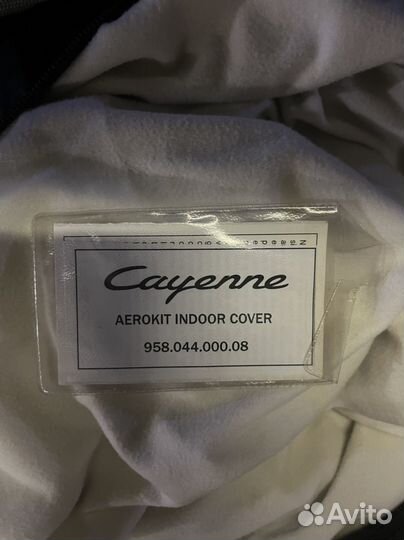 Cayenne
AEROKIT INDOOR COVER
958.044.000.08
Avito